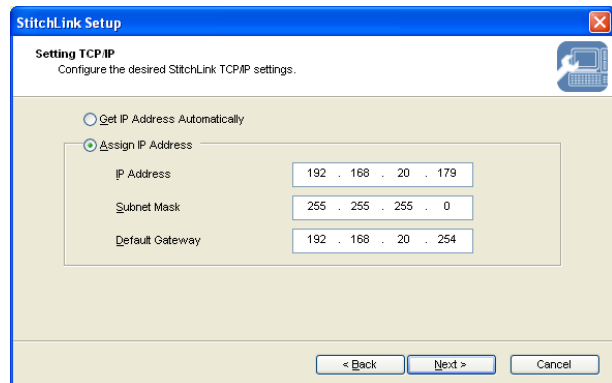 StitchLink Setup
Setting TCP/IP
Configure the desired StitchLink TCP/IP settings.
Get IP Address Automatically
Assign IP Address
IP Address 192 . 168 . 20 . 179
Subnet Mask 255 . 255 . 255 . 0
Default Gateway 192 . 168 . 20 . 254
< Back Next > Cancel